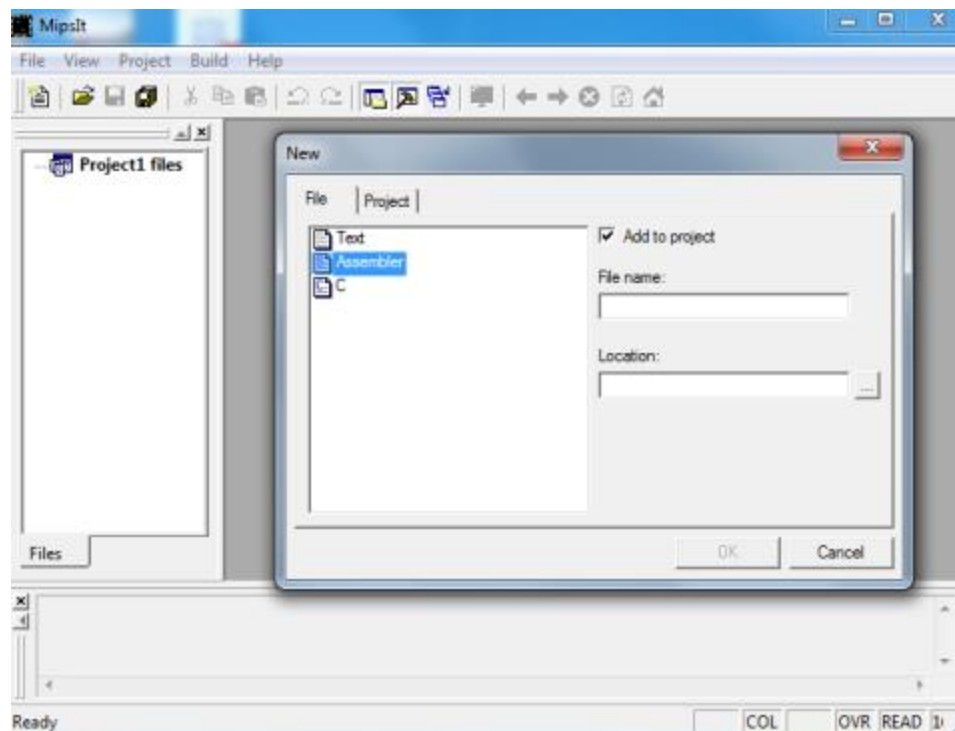 MipsIt
File View Project Build Help
Project1 files
New
File Project
Text
Assembler
C
Add to project
File name:
Location:
...
OK Cancel
Files
Ready COL OVR READ